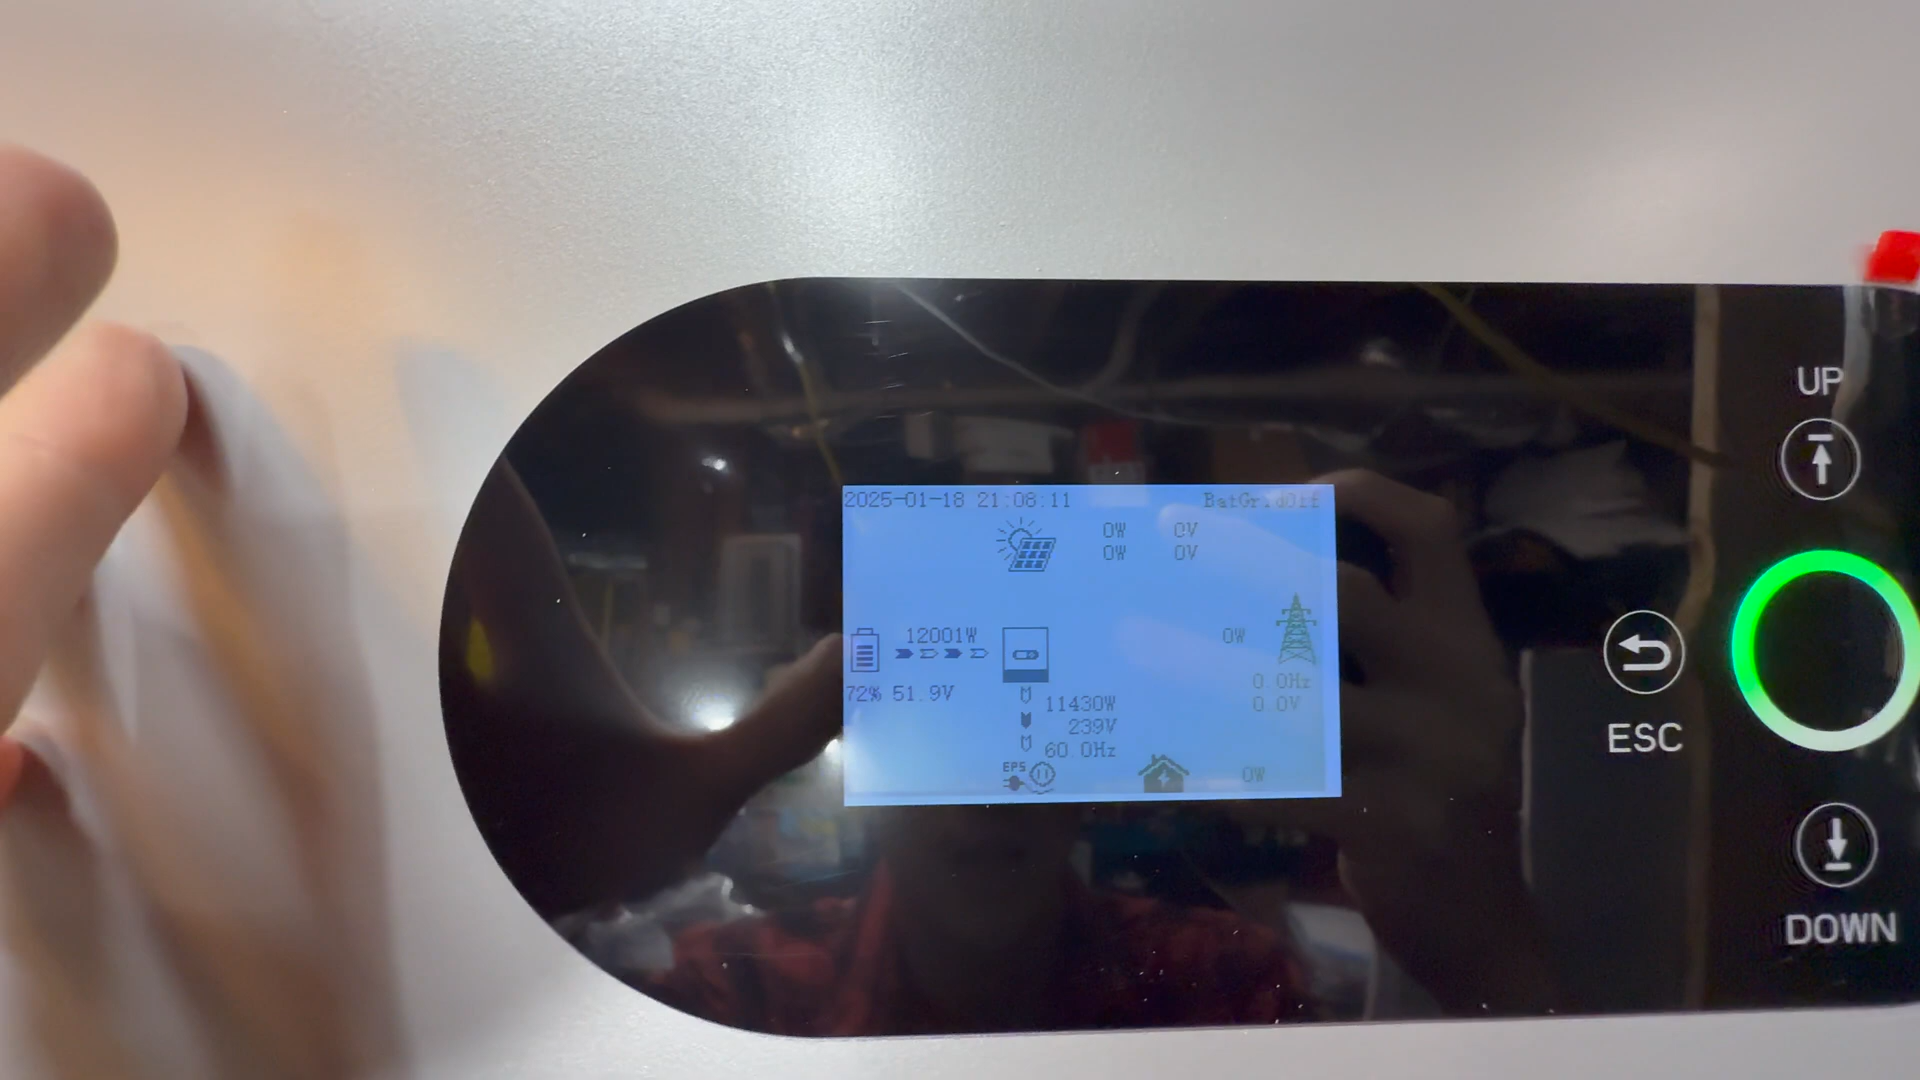 2025-01-18 21:08:11 BatGridOff
0W 0V
0W 0V
12001W
0W
72% 51.9V
0.0Hz
11430W
0.0V
239V
60.0Hz
EPS
0W
UP
ESC
DOWN